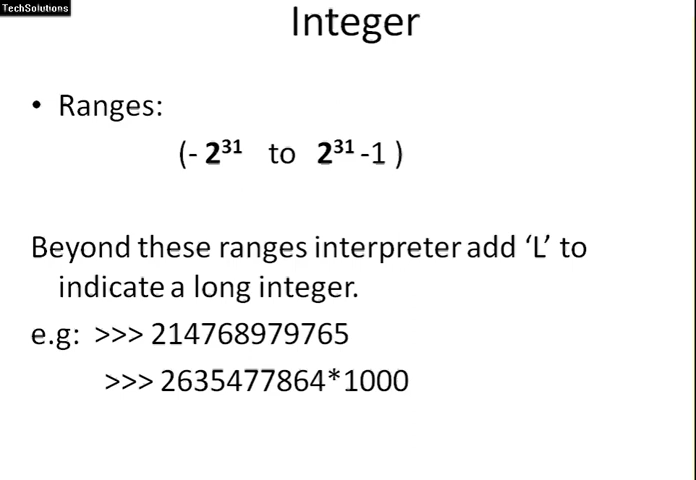 TechSolutions
Integer
• Ranges:
(- 2³¹ to 2³¹ -1 )
Beyond these ranges interpreter add ‘L’ to
indicate a long integer.
e.g: >>> 214768979765
>>> 2635477864*1000